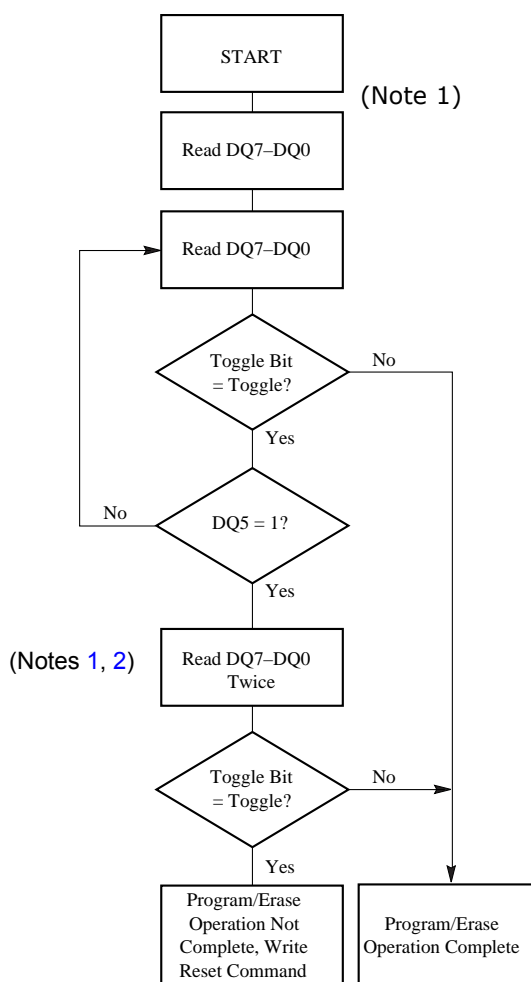 START
(Note 1)
Read DQ7–DQ0
Read DQ7–DQ0
Toggle Bit
= Toggle?
No
Yes
No
DQ5 = 1?
Yes
(Notes 1, 2)
Read DQ7–DQ0
Twice
Toggle Bit
= Toggle?
No
Yes
Program/Erase
Operation Not
Complete, Write
Reset Command
Program/Erase
Operation Complete